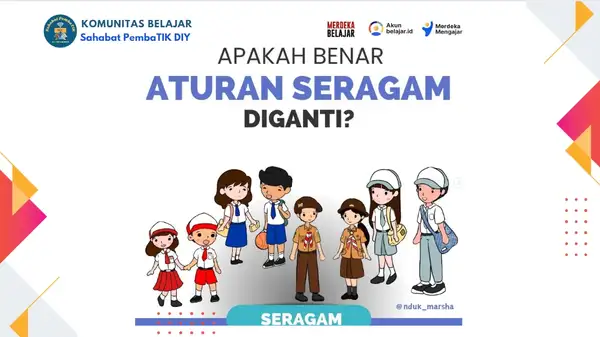 KOMUNITAS BELAJAR
Sahabat PembaTIK DIY
MERDEKA
BELAJAR
Akun
belajar.id
Merdeka
Mengajar
APAKAH BENAR
ATURAN SERAGAM
DIGANTI?
@nduk_marsha
SERAGAM